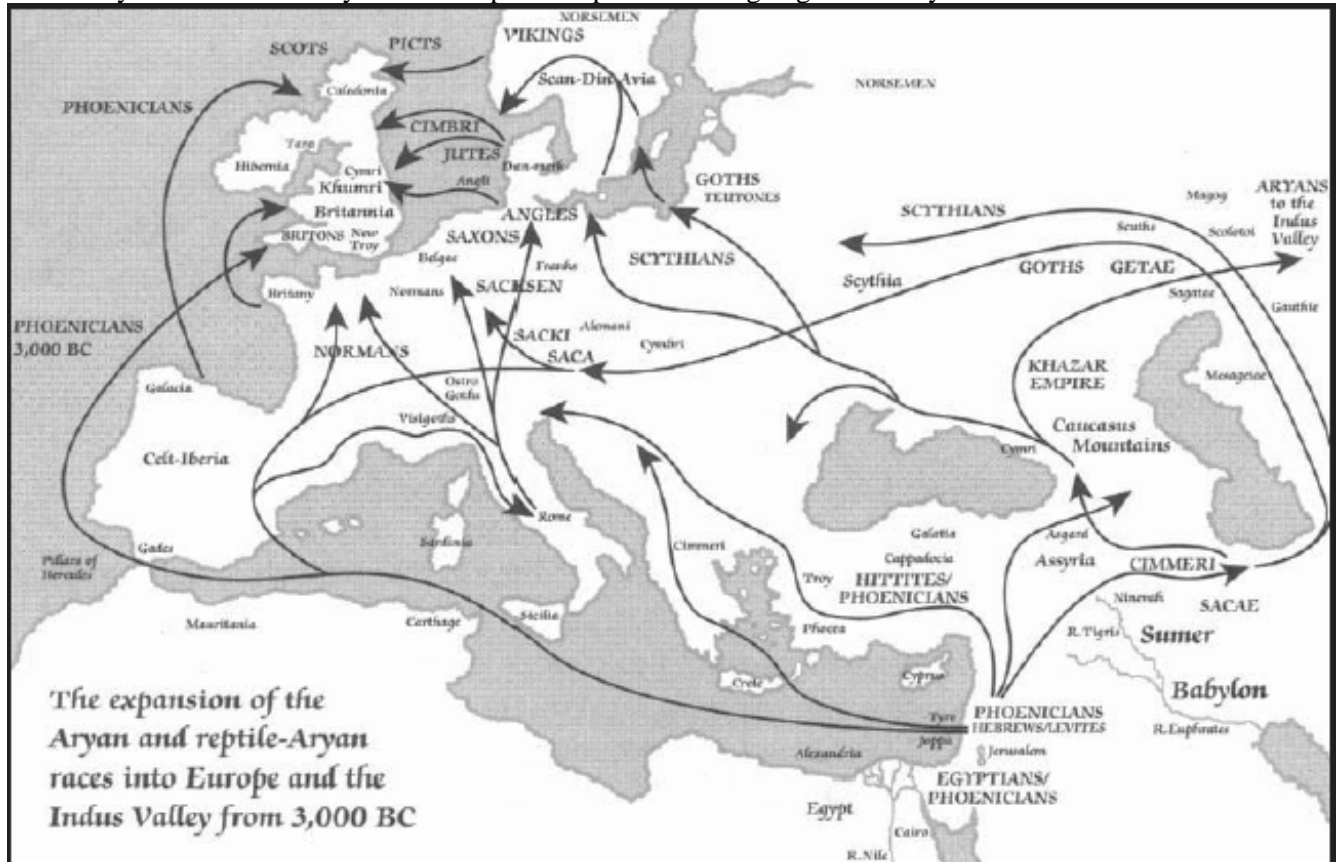 NORSEMEN
VIKINGS
SCOTS
PICTS
Scan-Din-Avia
NORSEMEN
PHOENICIANS
Caledonia
CIMBRI
Tara
JUTES
Dan-mark
Hibernia
Cymri
Khumri
Angli
GOTHS
TEUTONES
Magog
ARYANS
to the
Indus
Valley
Britannia
ANGLES
SCYTHIANS
Scuths
Scolotoi
BRITONS
New
Troy
SAXONS
Belgae
Franks
SCYTHIANS
GOTHS
GETAE
Scythia
Britany
Normans
SACKSEN
Sagatae
Gauthie
PHOENICIANS
3,000 BC
Alemani
SACKI
Cymbri
NORMANS
SACA
KHAZAR
EMPIRE
Masagetae
Galacia
Ostro
Goths
Visigoths
Caucasus
Mountains
Celt-Iberia
Cymri
Rome
Pillars of
Hercules
Gades
Sardinia
Cimmeri
Galatia
Cappadocia
Asgard
Assyria
CIMMERI
Troy
HITTITES/
PHOENICIANS
Nineveh
SACAE
Mauritania
Carthage
Sicilia
Phocea
R. Tigris
Sumer
Crete
Cyprus
Babylon
The expansion of the
Aryan and reptile-Aryan
races into Europe and the
Indus Valley from 3,000 BC
Tyre
PHOENICIANS
HEBREWS/LEVITES
Joppa
R. Euphrates
Alexandria
Jerusalem
EGYPTIANS/
PHOENICIANS
Egypt
Cairo
R. Nile